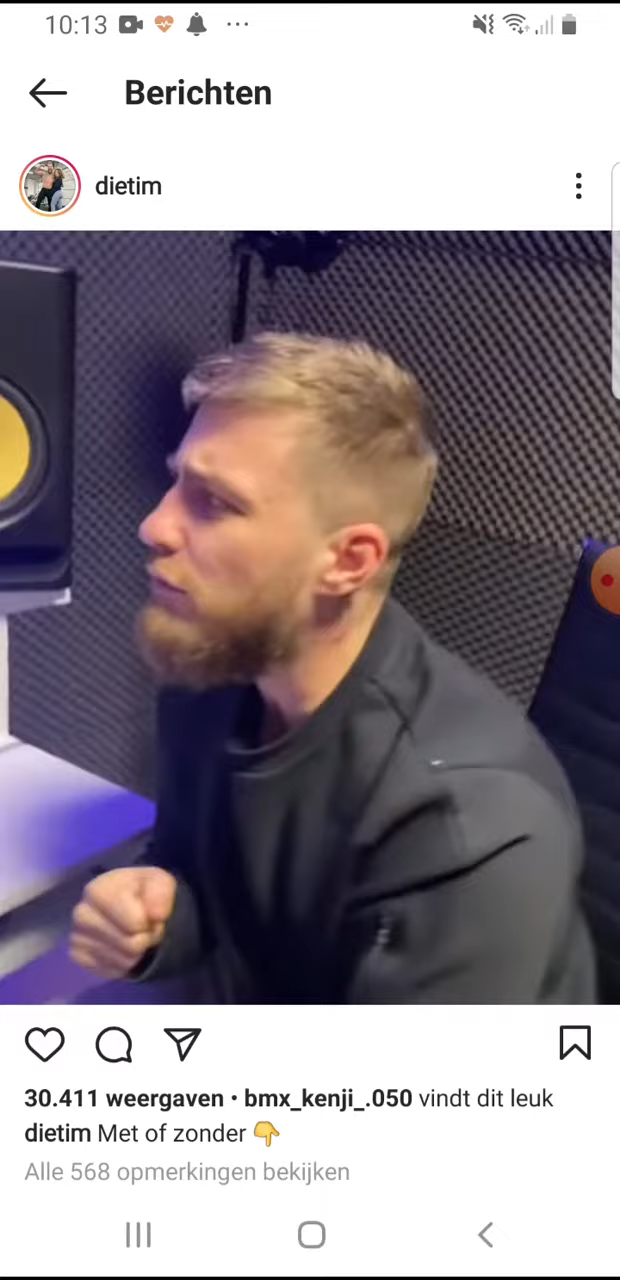 10:13
Berichten
dietim
30.411 weergaven • bmx_kenji_.050 vindt dit leuk
dietim Met of zonder 👇
Alle 568 opmerkingen bekijken